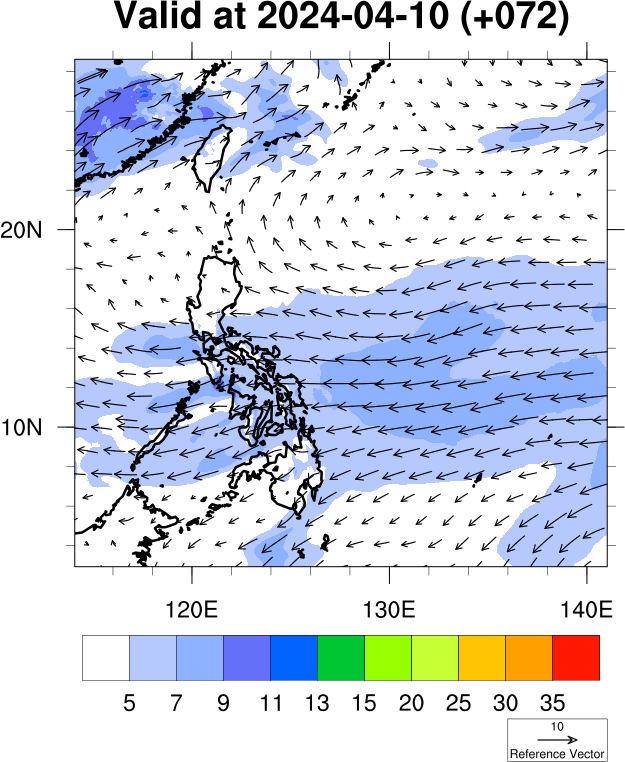 Valid at 2024-04-10 (+072)
20N
10N
120E 130E 140E
5 7 9 11 13 15 20 25 30 35
10
Reference Vector